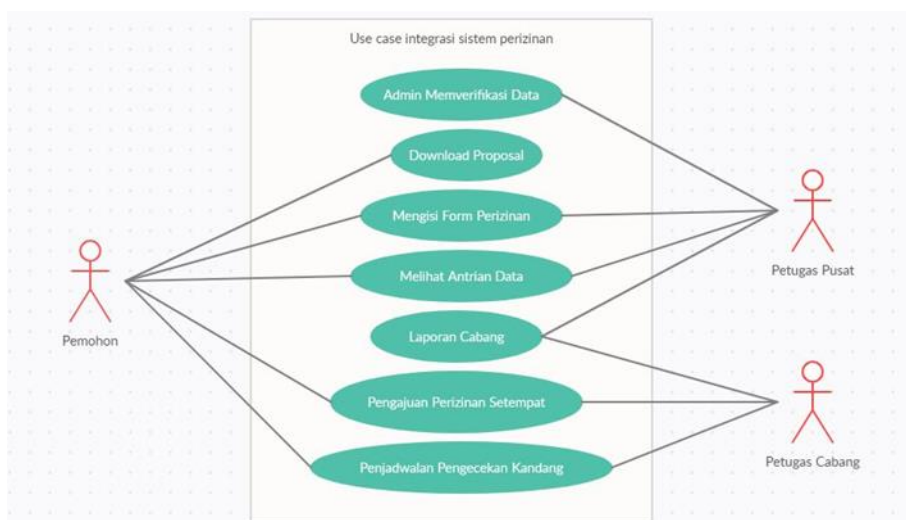 Use case integrasi sistem perizinan
Admin Memverifikasi Data
Download Proposal
Mengisi Form Perizinan
Melihat Antrian Data
Laporan Cabang
Pengajuan Perizinan Setempat
Penjadwalan Pengecekan Kandang
Pemohon
Petugas Pusat
Petugas Cabang